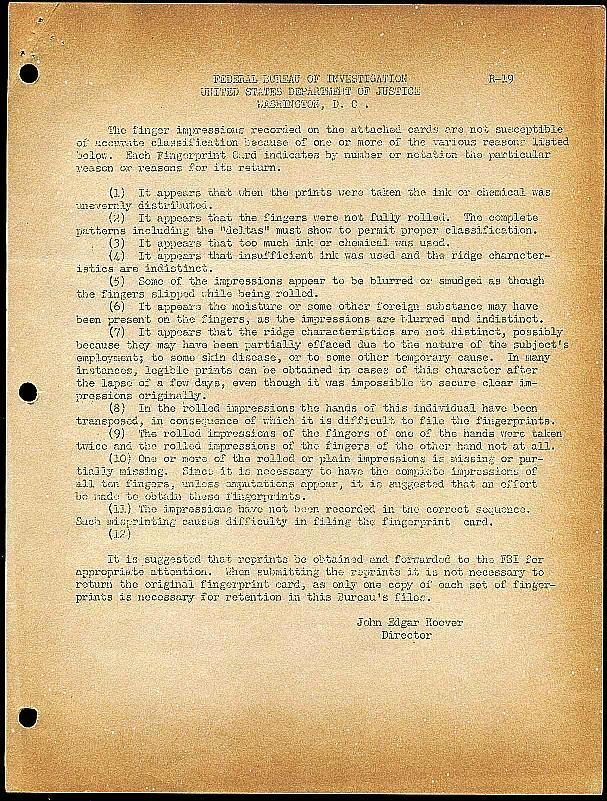 FEDERAL BUREAU OF INVESTIGATION R-19
UNITED STATES DEPARTMENT OF JUSTICE
WASHINGTON, D. C .
The finger impressions recorded on the attached cards are not susceptible
of accurate classification because of one or more of the various reasons listed
below. Each Fingerprint Card indicates by number or notation the particular
reason or reasons for its return.
(1) It appears that when the prints were taken the ink or chemical was
unevenly distributed.
(2) It appears that the fingers were not fully rolled. The complete
patterns including the "deltas" must show to permit proper classification.
(3) It appears that too much ink or chemical was used.
(4) It appears that insufficient ink was used and the ridge character-
istics are indistinct.
(5) Some of the impressions appear to be blurred or smudged as though
the fingers slipped while being rolled.
(6) It appears the moisture or some other foreign substance may have
been present on the fingers, as the impressions are blurred and indistinct.
(7) It appears that the ridge characteristics are not distinct, possibly
because they may have been partially effaced due to the nature of the subject's
employment; to some skin disease, or to some other temporary cause. In many
instances, legible prints can be obtained in cases of this character after
the lapse of a few days, even though it was impossible to secure clear im-
pressions originally.
(8) In the rolled impressions the hands of this individual have been
transposed, in consequence of which it is difficult to file the fingerprints.
(9) The rolled impressions of the fingers of one of the hands were taken
twice and the rolled impressions of the fingers of the other hand not at all.
(10) One or more of the rolled or plain impressions is missing or par-
tially missing. Since it is necessary to have the complete impressions of
all ten fingers, unless amputations appear, it is suggested that an effort
be made to obtain these fingerprints.
(11) The impressions have not been recorded in the correct sequence.
Such misprinting causes difficulty in filing the fingerprint card.
(12)
It is suggested that reprints be obtained and forwarded to the FBI for
appropriate attention. When submitting the reprints it is not necessary to
return the original fingerprint card, as only one copy of each set of finger-
prints is necessary for retention in this Bureau's files.
John Edgar Hoover
Director